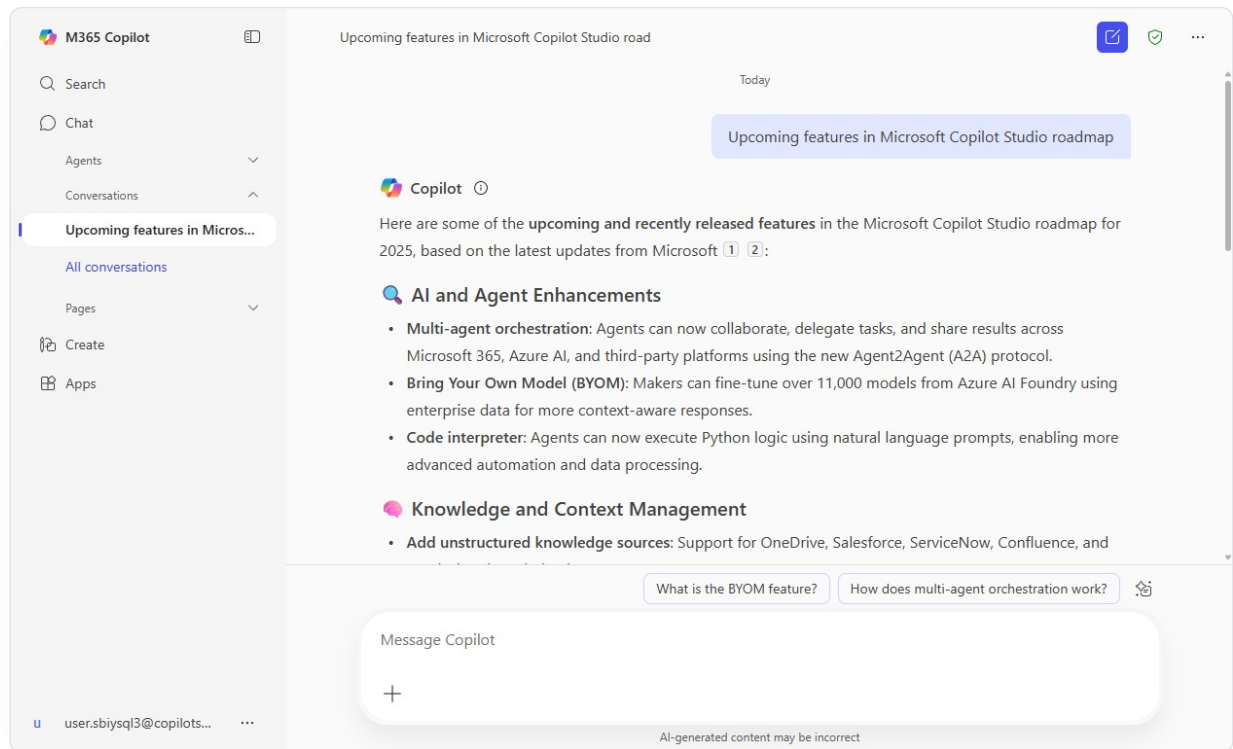 M365 Copilot
Search
Chat
Agents
Conversations
Upcoming features in Micros...
All conversations
Pages
Create
Apps
u user.sbiysql3@copilots...
Upcoming features in Microsoft Copilot Studio road
Today
Upcoming features in Microsoft Copilot Studio roadmap
Copilot
Here are some of the upcoming and recently released features in the Microsoft Copilot Studio roadmap for
2025, based on the latest updates from Microsoft 1 2:
AI and Agent Enhancements
• Multi-agent orchestration: Agents can now collaborate, delegate tasks, and share results across
Microsoft 365, Azure AI, and third-party platforms using the new Agent2Agent (A2A) protocol.
• Bring Your Own Model (BYOM): Makers can fine-tune over 11,000 models from Azure AI Foundry using
enterprise data for more context-aware responses.
• Code interpreter: Agents can now execute Python logic using natural language prompts, enabling more
advanced automation and data processing.
Knowledge and Context Management
• Add unstructured knowledge sources: Support for OneDrive, Salesforce, ServiceNow, Confluence, and
What is the BYOM feature?
How does multi-agent orchestration work?
Message Copilot
AI-generated content may be incorrect